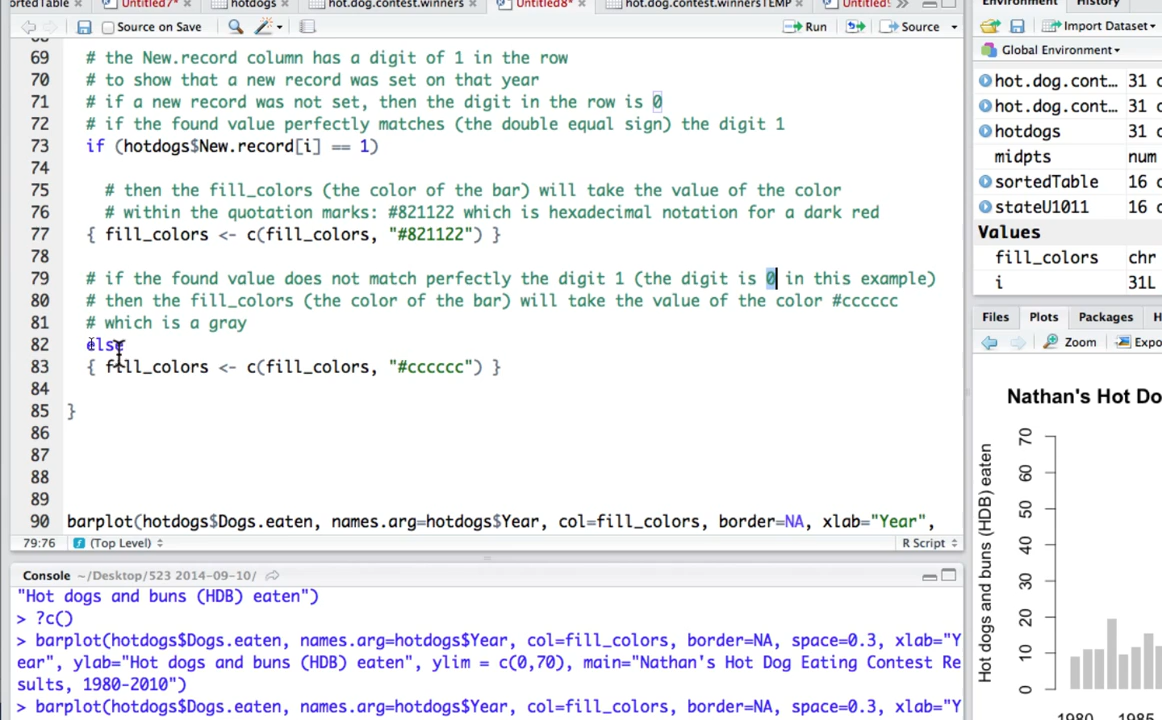 ortedTable
Untitled7*
hotdogs
hot.dog.contest.winners
Untitled8*
hot.dog.contest.winnersTEMP
Untitled
Source on Save
Run
Source
69 # the New.record column has a digit of 1 in the row
70 # to show that a new record was set on that year
71 # if a new record was not set, then the digit in the row is 0
72 # if the found value perfectly matches (the double equal sign) the digit 1
73 if (hotdogs$New.record[i] == 1)
74
75 # then the fill_colors (the color of the bar) will take the value of the color
76 # within the quotation marks: #821122 which is hexadecimal notation for a dark red
77 { fill_colors <- c(fill_colors, "#821122") }
78
79 # if the found value does not match perfectly the digit 1 (the digit is 0 in this example)
80 # then the fill_colors (the color of the bar) will take the value of the color #cccccc
81 # which is a gray
82 else
83 { fill_colors <- c(fill_colors, "#cccccc") }
84
85 }
86
87
88
89
90 barplot(hotdogs$Dogs.eaten, names.arg=hotdogs$Year, col=fill_colors, border=NA, xlab="Year",
79:76 (Top Level) R Script
Console ~/Desktop/523 2014-09-10/
"Hot dogs and buns (HDB) eaten")
> ?c()
> barplot(hotdogs$Dogs.eaten, names.arg=hotdogs$Year, col=fill_colors, border=NA, space=0.3, xlab="Y
ear", ylab="Hot dogs and buns (HDB) eaten", ylim = c(0,70), main="Nathan's Hot Dog Eating Contest Re
sults, 1980-2010")
> barplot(hotdogs$Dogs.eaten, names.arg=hotdogs$Year, col=fill_colors, border=NA, space=0.3, xlab="Y
Environment History
Import Dataset
Global Environment
hot.dog.cont… 31 o
hot.dog.cont… 31 o
hotdogs 31 o
midpts num
sortedTable 16 o
stateU1011 16 o
Values
fill_colors chr
i 31L
Files Plots Packages H
Zoom Expo
Nathan's Hot Do
Hot dogs and buns (HDB) eaten
70
60
50
40
30
20
10
0
1980 1985